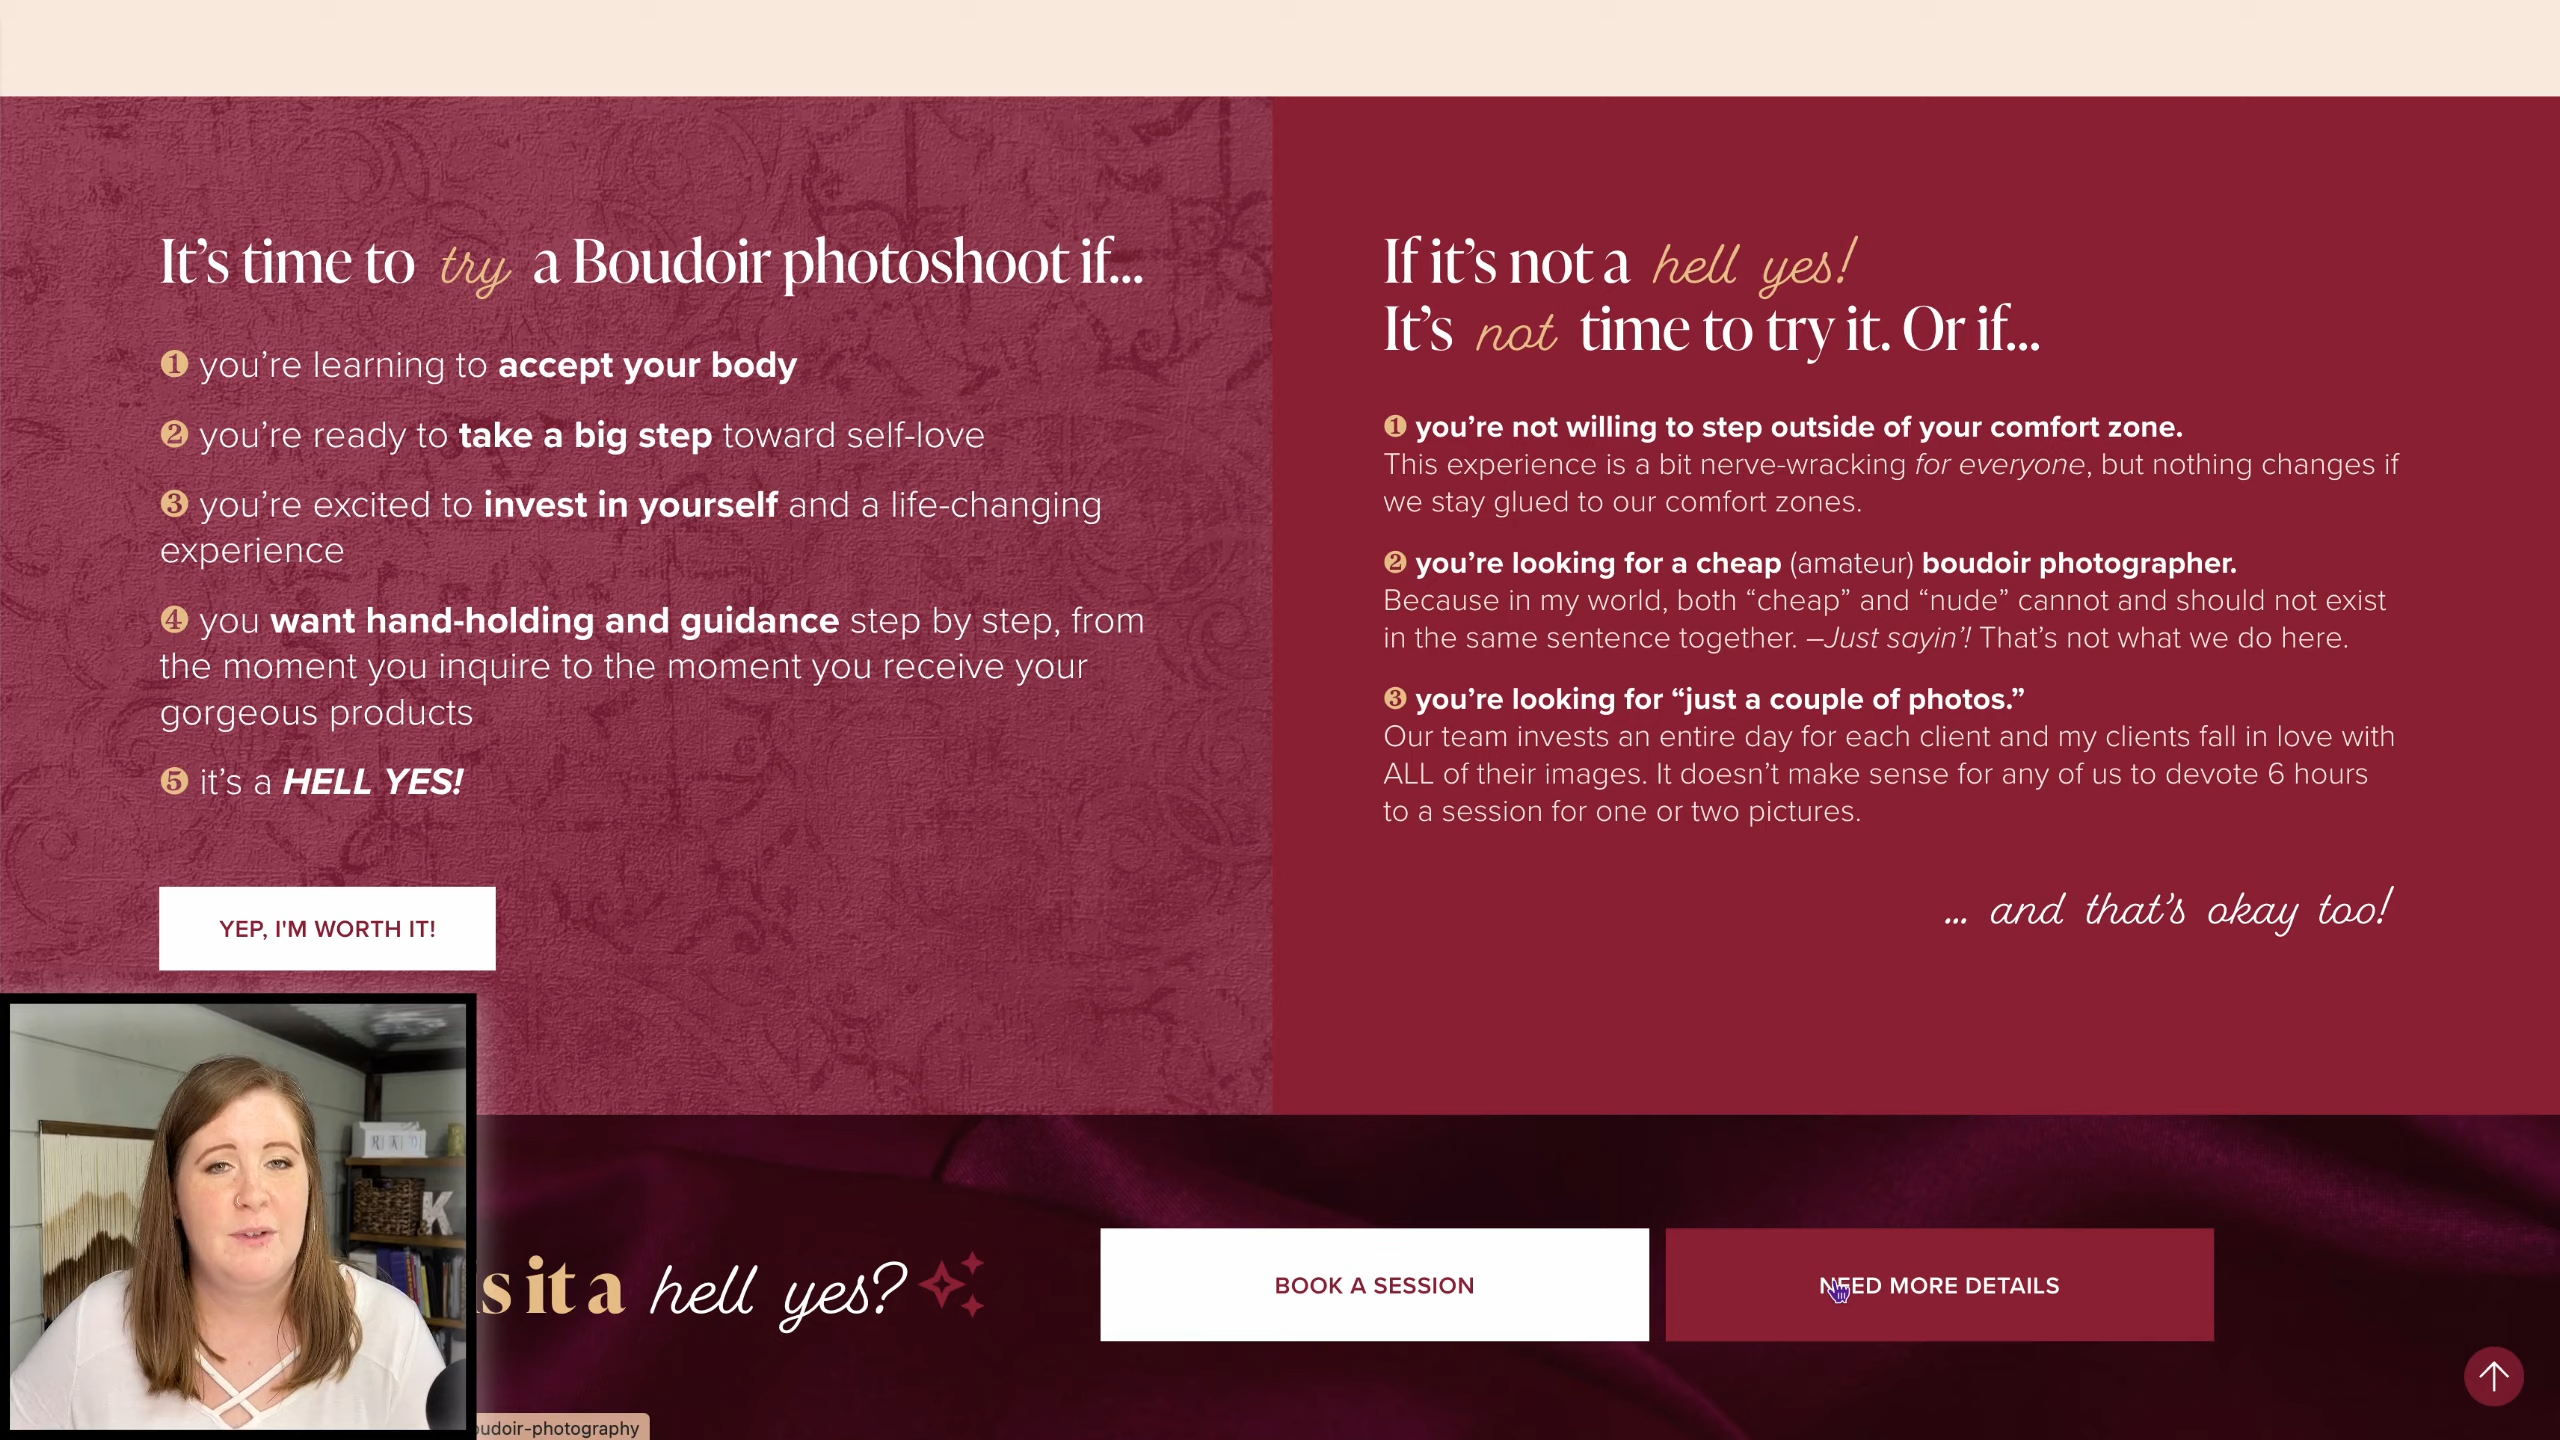 It's time to try a Boudoir photoshoot if...
❶ you're learning to accept your body
❷ you're ready to take a big step toward self-love
❸ you're excited to invest in yourself and a life-changing
experience
❹ you want hand-holding and guidance step by step, from
the moment you inquire to the moment you receive your
gorgeous products
❺ it's a HELL YES!
YEP, I'M WORTH IT!
If it's not a hell yes!
It's not time to try it. Or if...
❶ you're not willing to step outside of your comfort zone.
This experience is a bit nerve-wracking for everyone, but nothing changes if
we stay glued to our comfort zones.
❷ you're looking for a cheap (amateur) boudoir photographer.
Because in my world, both “cheap” and “nude” cannot and should not exist
in the same sentence together. –Just sayin'! That's not what we do here.
❸ you're looking for “just a couple of photos.”
Our team invests an entire day for each client and my clients fall in love with
ALL of their images. It doesn't make sense for any of us to devote 6 hours
to a session for one or two pictures.
... and that's okay too!
K
s it a hell yes?
BOOK A SESSION
NEED MORE DETAILS
oudoir-photography